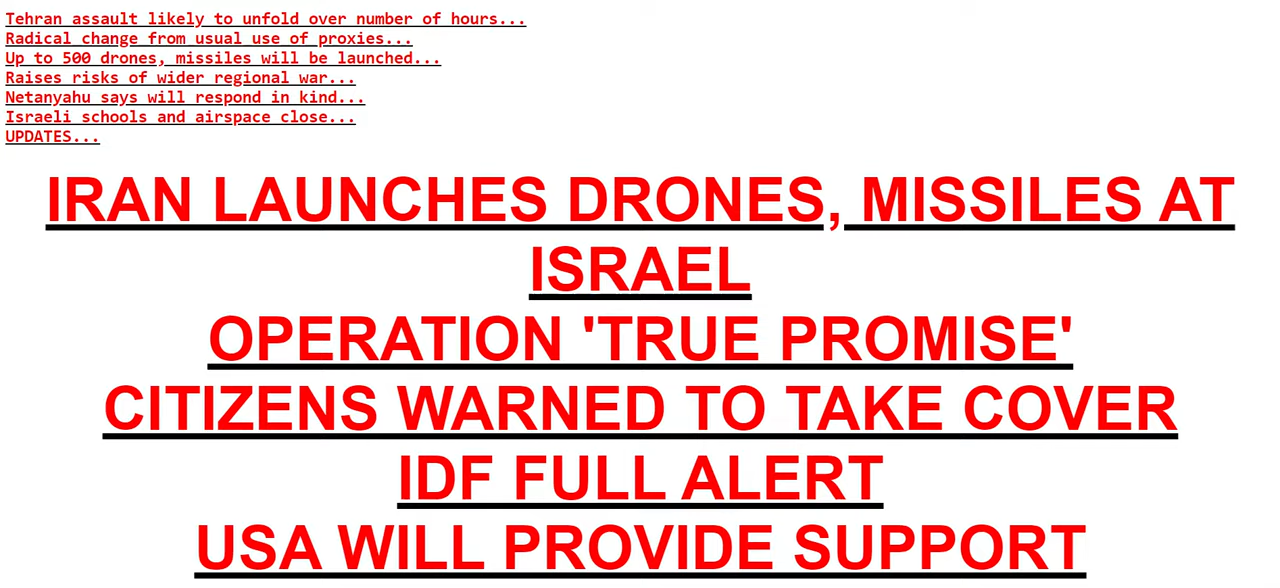 Tehran assault likely to unfold over number of hours...
Radical change from usual use of proxies...
Up to 500 drones, missiles will be launched...
Raises risks of wider regional war...
Netanyahu says will respond in kind...
Israeli schools and airspace close...
UPDATES...
IRAN LAUNCHES DRONES, MISSILES AT
ISRAEL
OPERATION 'TRUE PROMISE'
CITIZENS WARNED TO TAKE COVER
IDF FULL ALERT
USA WILL PROVIDE SUPPORT